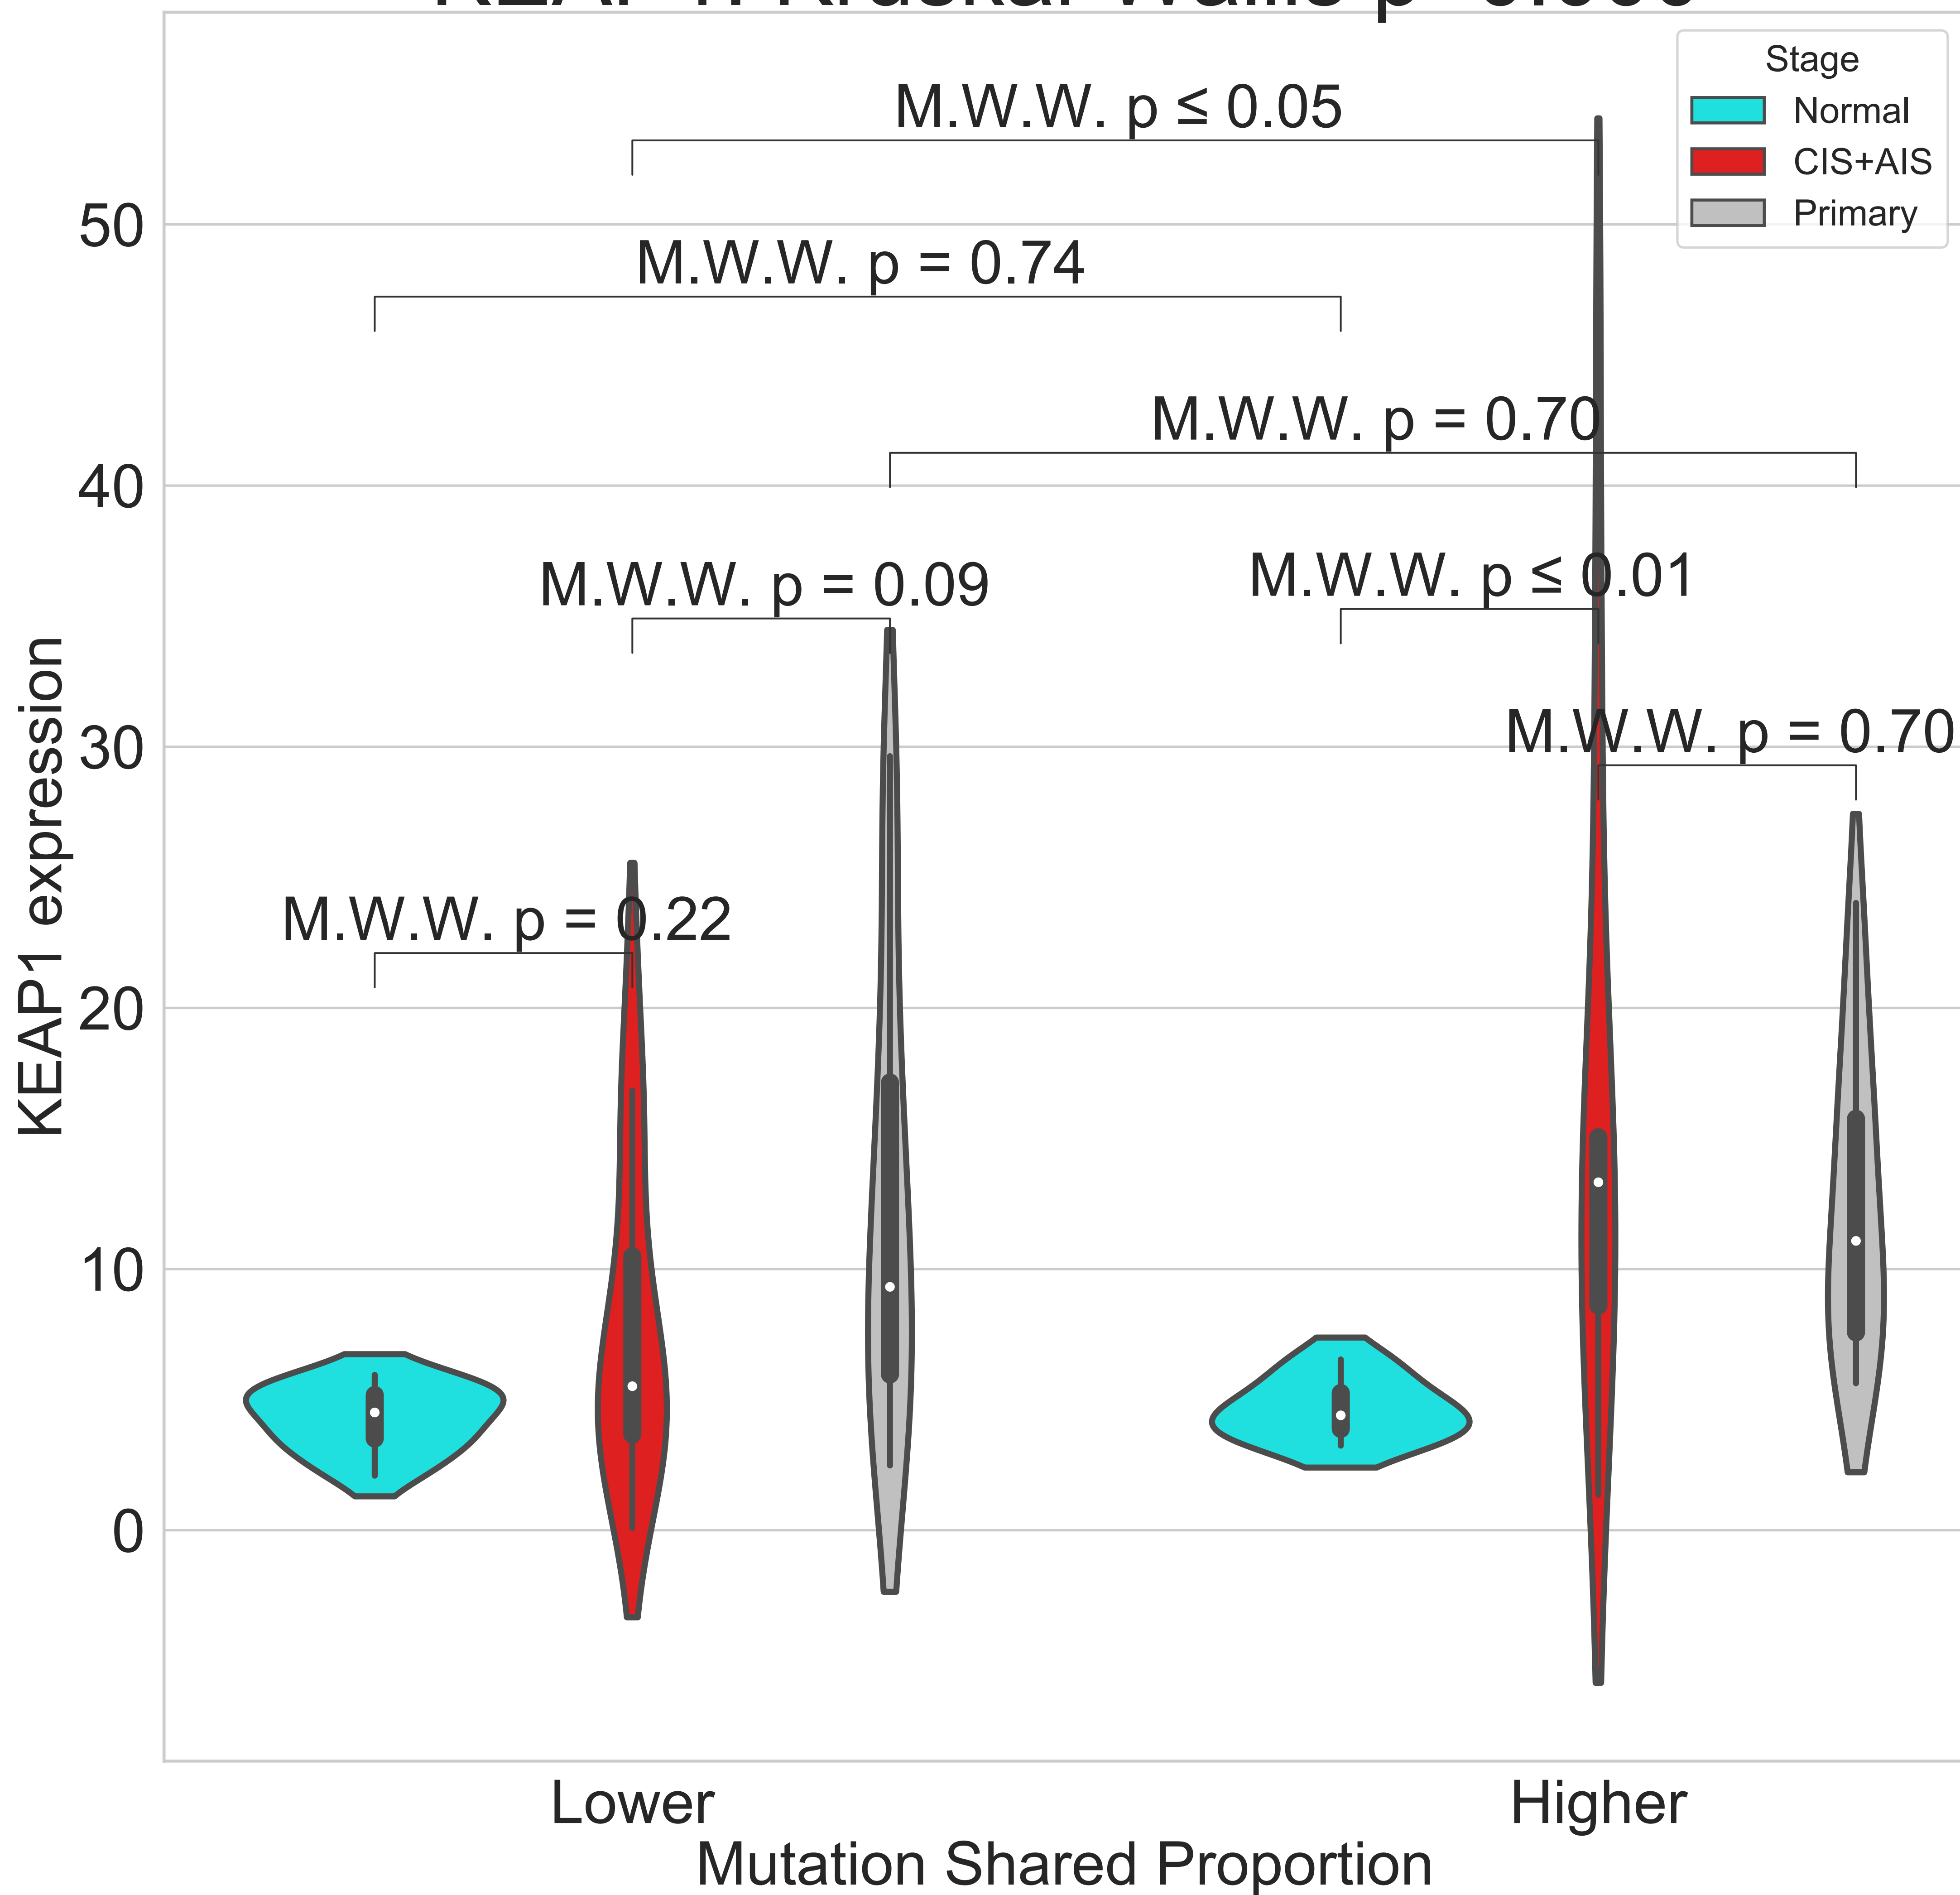 Stage
Normal
CIS+AIS
Primary
M.W.W. p ≤ 0.05
M.W.W. p = 0.74
M.W.W. p = 0.70
M.W.W. p = 0.09
M.W.W. p ≤ 0.01
M.W.W. p = 0.70
M.W.W. p = 0.22
50
40
30
20
10
0
KEAP1 expression
Lower
Higher
Mutation Shared Proportion